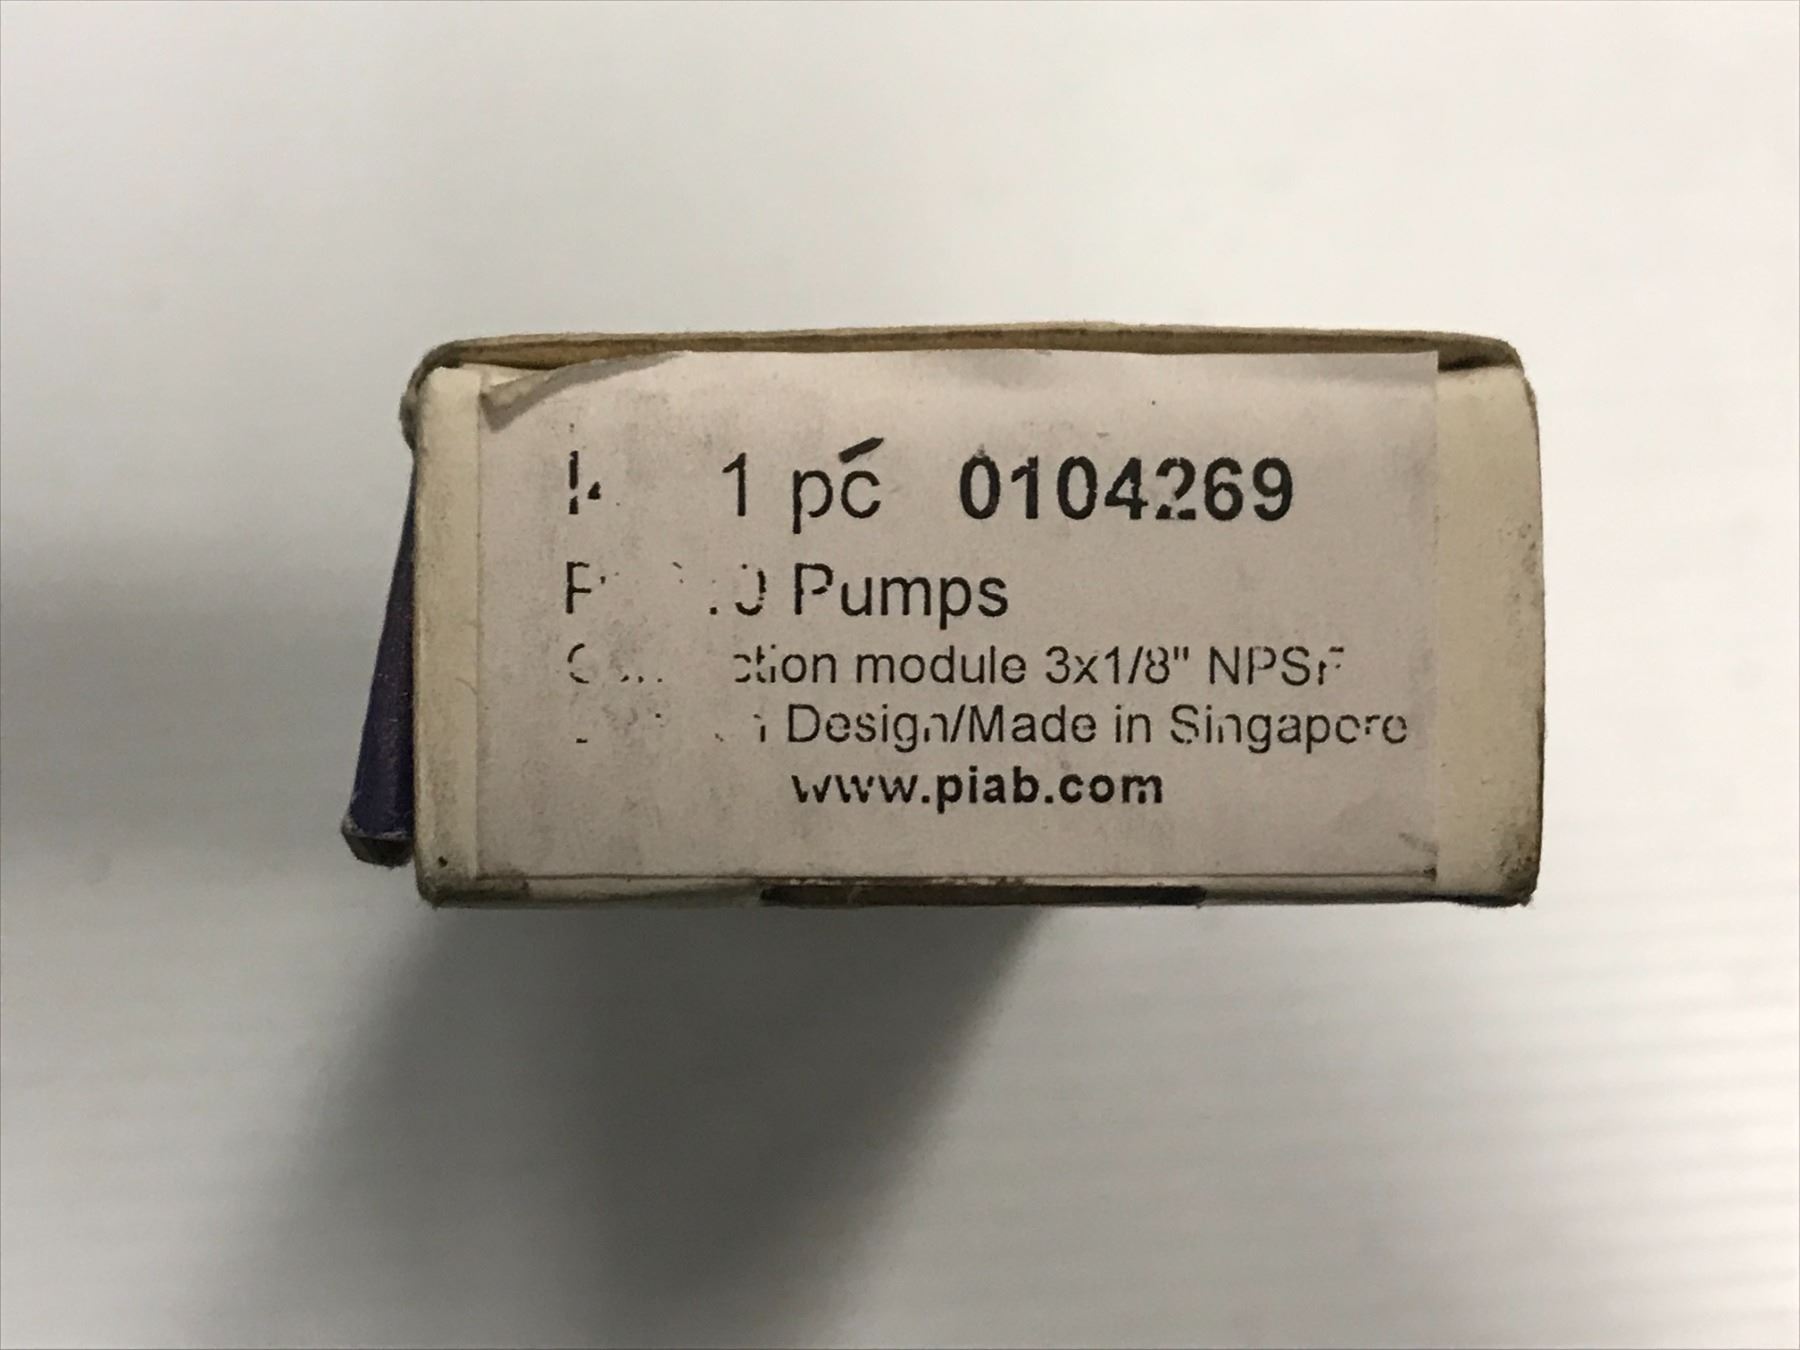 1 pc 0104269
Pumps
module 3x1/8" NPSF
Design/Made in Singapore
www.piab.com